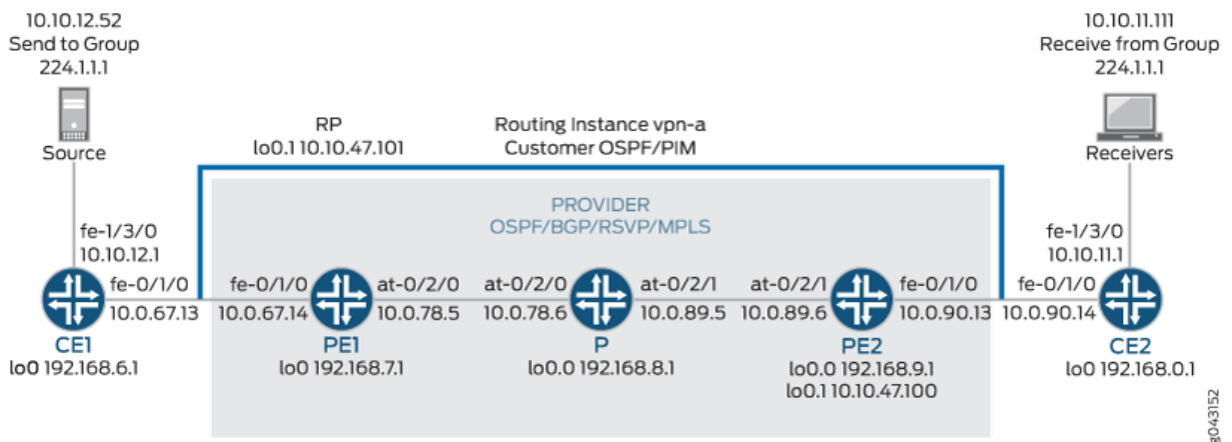 10.10.12.52
Send to Group
224.1.1.1
Source
10.10.11.111
Receive from Group
224.1.1.1
Receivers
RP
lo0.1 10.10.47.101
Routing Instance vpn-a
Customer OSPF/PIM
PROVIDER
OSPF/BGP/RSVP/MPLS
fe-1/3/0
10.10.12.1
fe-1/3/0
10.10.11.1
fe-0/1/0
10.0.67.13
fe-0/1/0
10.0.67.14
at-0/2/0
10.0.78.5
at-0/2/0
10.0.78.6
at-0/2/1
10.0.89.5
at-0/2/1
10.0.89.6
fe-0/1/0
10.0.90.13
fe-0/1/0
10.0.90.14
CE1
lo0 192.168.6.1
PE1
lo0 192.168.7.1
P
lo0.0 192.168.8.1
PE2
lo0.0 192.168.9.1
lo0.1 10.10.47.100
CE2
lo0 192.168.0.1
g043152